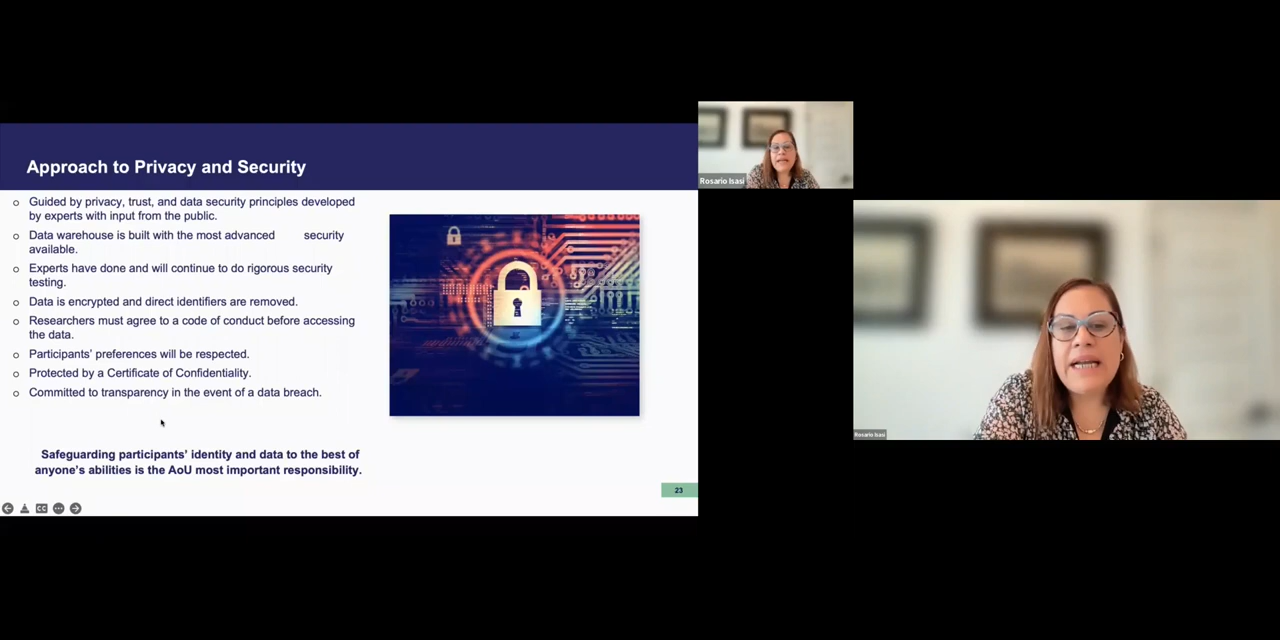 Approach to Privacy and Security
o Guided by privacy, trust, and data security principles developed
by experts with input from the public.
o Data warehouse is built with the most advanced security
available.
o Experts have done and will continue to do rigorous security
testing.
o Data is encrypted and direct identifiers are removed.
o Researchers must agree to a code of conduct before accessing
the data.
o Participants' preferences will be respected.
o Protected by a Certificate of Confidentiality.
o Committed to transparency in the event of a data breach.
Safeguarding participants' identity and data to the best of
anyone's abilities is the AoU most important responsibility.
23
CC
Rosario Isasi
Rosario Isasi